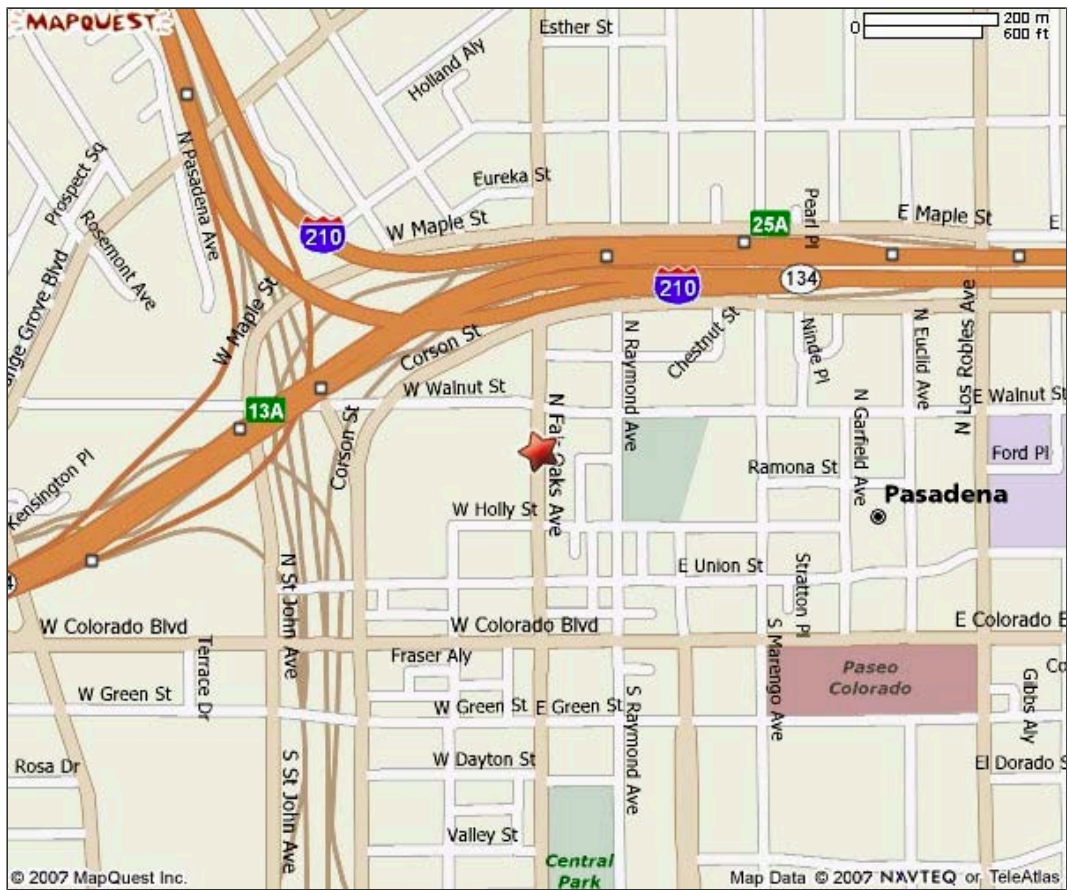 MAPQUEST
200 m
0
600 ft
Esther St
Holland Aly
N Pasadena Ave
Prospect Sq
Eureka St
Pearl Pl
Rosemont Ave
W Maple St
25A
E Maple St
E
210
210
134
ange Grove Blvd
W Maple St
Corson St
N Raymond Ave
Chestnut St
Ninde Pl
N Euclid Ave
N Los Robles Ave
W Walnut St
E Walnut St
13A
N Fair Oaks Ave
N Garfield Ave
Corson St
Ramona St
Ford Pl
Kensington Pl
Pasadena
W Holly St
E Union St
Stratton Pl
N St John Ave
4
W Colorado Blvd
W Colorado Blvd
E Colorado B
Terrace Dr
Fraser Aly
S Marengo Ave
Paseo
Colorado
Co
Gibbs Aly
W Green St
W Green St
E Green St
S Raymond Ave
Rosa Dr
S St John Ave
W Dayton St
El Dorado S
Valley St
Central
Park
© 2007 MapQuest Inc.
Map Data © 2007 NAVTEQ or TeleAtlas